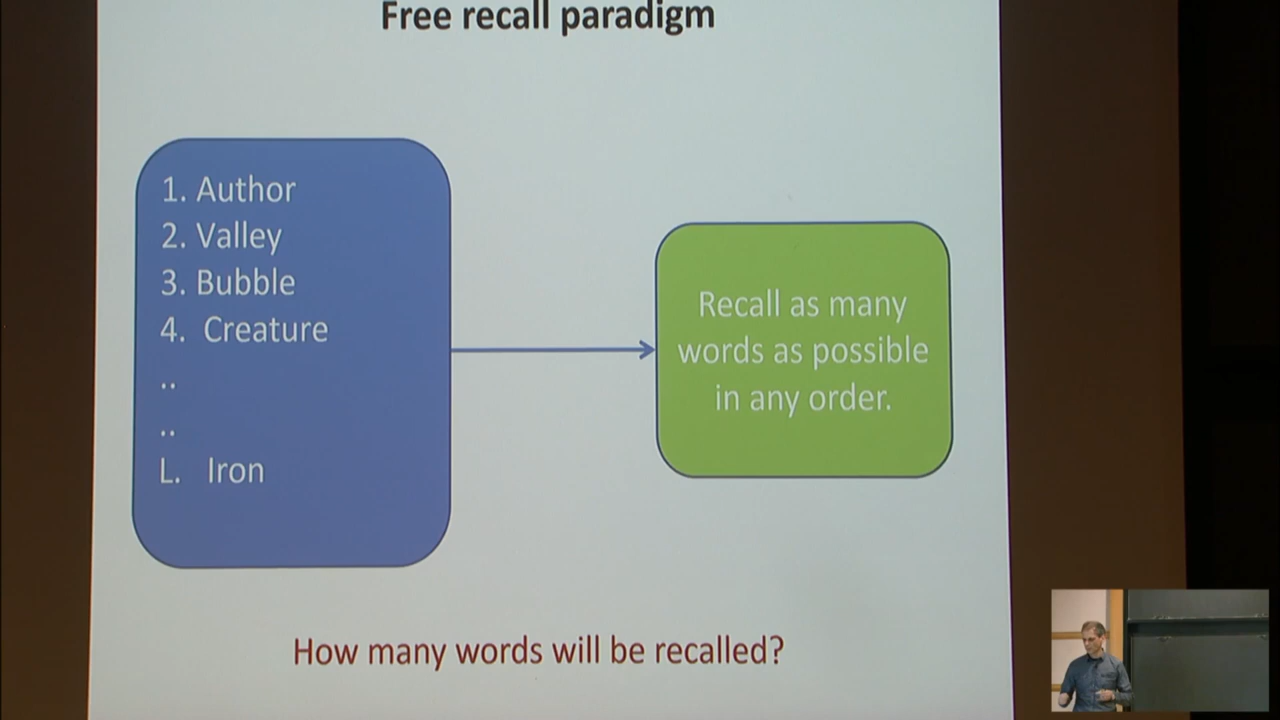 Free recall paradigm
1. Author
2. Valley
3. Bubble
4. Creature
..
..
L. Iron
Recall as many
words as possible
in any order.
How many words will be recalled?